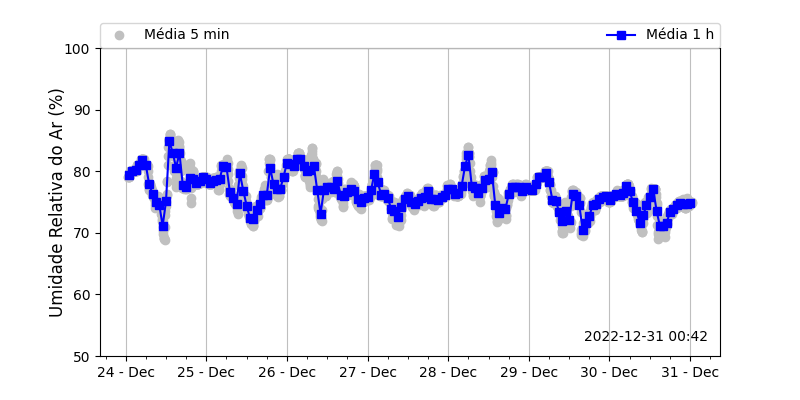 Média 5 min
Média 1 h
100
90
80
70
60
50
Umidade Relativa do Ar (%)
2022-12-31 00:42
24 - Dec
25 - Dec
26 - Dec
27 - Dec
28 - Dec
29 - Dec
30 - Dec
31 - Dec